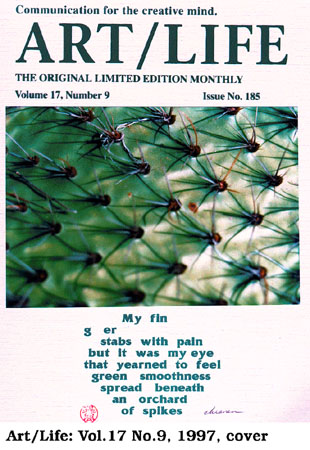 Communication for the creative mind.
ART/LIFE
THE ORIGINAL LIMITED EDITION MONTHLY
Volume 17, Number 9 Issue No. 185
My fin
g er
stabs with pain
but it was my eye
that yearned to feel
green smoothness
spread beneath
an orchard
of spikes
Art/Life: Vol.17 No.9, 1997, cover